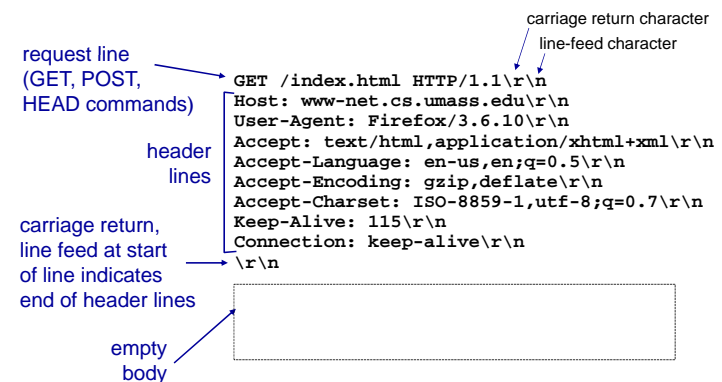 carriage return character
line-feed character
request line
(GET, POST,
HEAD commands)
GET /index.html HTTP/1.1\r\n
Host: www-net.cs.umass.edu\r\n
User-Agent: Firefox/3.6.10\r\n
Accept: text/html,application/xhtml+xml\r\n
Accept-Language: en-us,en;q=0.5\r\n
Accept-Encoding: gzip,deflate\r\n
Accept-Charset: ISO-8859-1,utf-8;q=0.7\r\n
Keep-Alive: 115\r\n
Connection: keep-alive\r\n
\r\n
header
lines
carriage return,
line feed at start
of line indicates
end of header lines
empty
body